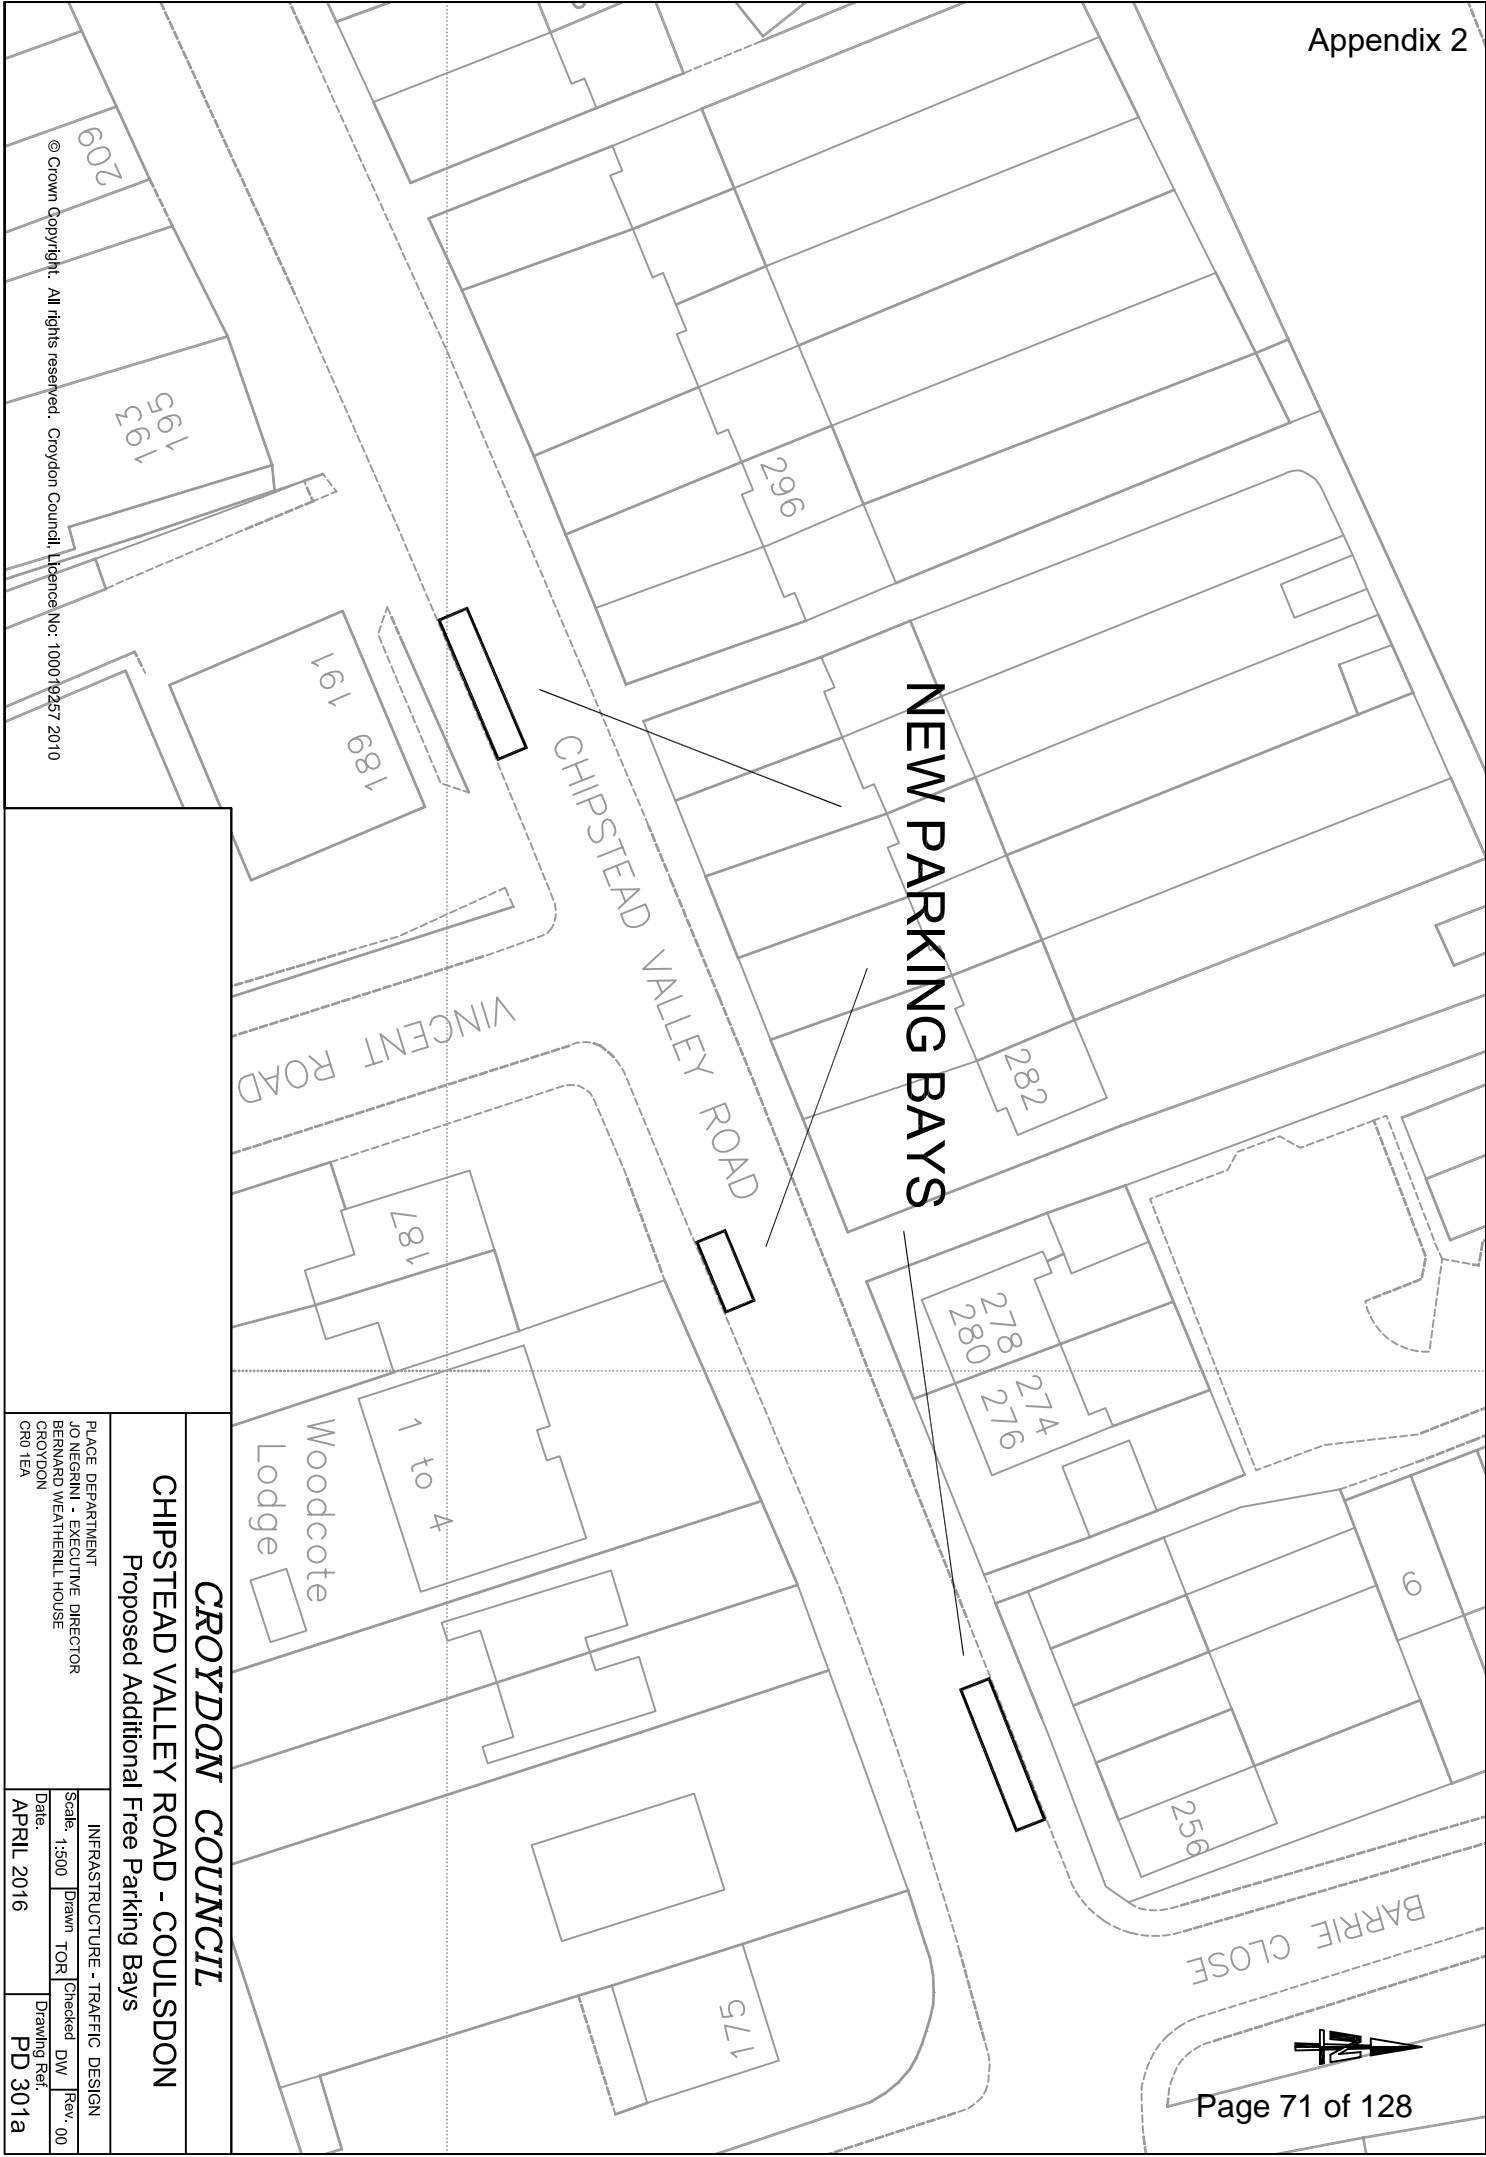 Appendix 2
NEW PARKING BAYS
CHIPSTEAD VALLEY ROAD
VINCENT ROAD
BARRIE CLOSE
209
195
193
191
189
187
296
282
278
280
274
276
256
9
1 to 4
Woodcote
Lodge
175
N
© Crown Copyright. All rights reserved. Croydon Council, Licence No: 100019257 2010
CROYDON COUNCIL
CHIPSTEAD VALLEY ROAD - COULSDON
Proposed Additional Free Parking Bays
PLACE DEPARTMENT
JO NEGRINI - EXECUTIVE DIRECTOR
BERNARD WEATHERILL HOUSE
CROYDON
CR0 1EA
INFRASTRUCTURE - TRAFFIC DESIGN
Scale. 1:500 Drawn TOR Checked DW Rev. 00
Date. APRIL 2016
Drawing Ref. PD 301a
Page 71 of 128